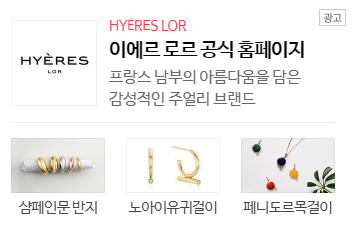 광고
HYÈRES LOR
HYÈRES
LOR
이에르 로르 공식 홈페이지
프랑스 남부의 아름다움을 담은
감성적인 주얼리 브랜드
샴페인문 반지
노아이유귀걸이
페니도르목걸이